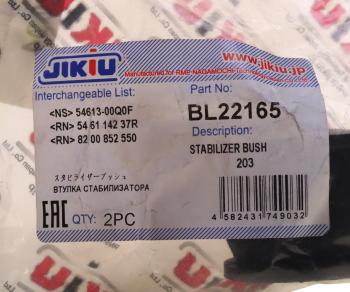 JIKIU
www.jikiu.jp
Manufactured for RMP-NAGAMOCHI
Interchangeable List:
Part No:
<NS> 54613-00Q0F
<RN> 54 61 142 37R
<RN> 82 00 852 550
BL22165
Description:
STABILIZER BUSH
203
スタビライザーブッシュ
ВТУЛКА СТАБИЛИЗАТОРА
EAC
QTY: 2PC
4 582431 749032